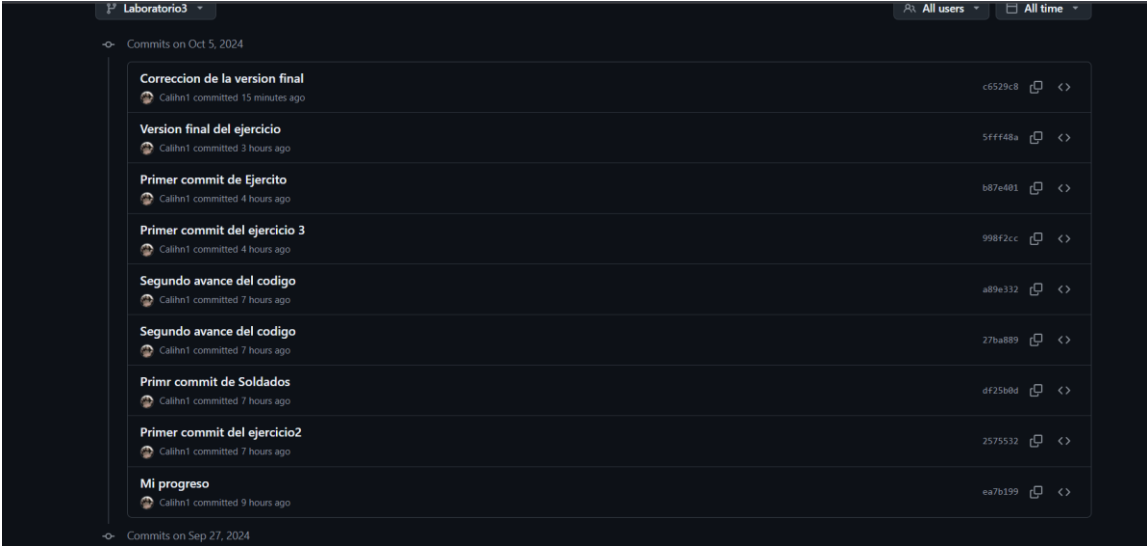 Laboratorio3
All users
All time
Commits on Oct 5, 2024
Correccion de la version final
Calihn1 committed 15 minutes ago
c6529c8
Version final del ejercicio
Calihn1 committed 3 hours ago
5fff48a
Primer commit de Ejercito
Calihn1 committed 4 hours ago
b87e401
Primer commit del ejercicio 3
Calihn1 committed 4 hours ago
998f2cc
Segundo avance del codigo
Calihn1 committed 7 hours ago
a89e332
Segundo avance del codigo
Calihn1 committed 7 hours ago
27ba889
Primr commit de Soldados
Calihn1 committed 7 hours ago
df25b0d
Primer commit del ejercicio2
Calihn1 committed 7 hours ago
2575532
Mi progreso
Calihn1 committed 9 hours ago
ea7b199
Commits on Sep 27, 2024